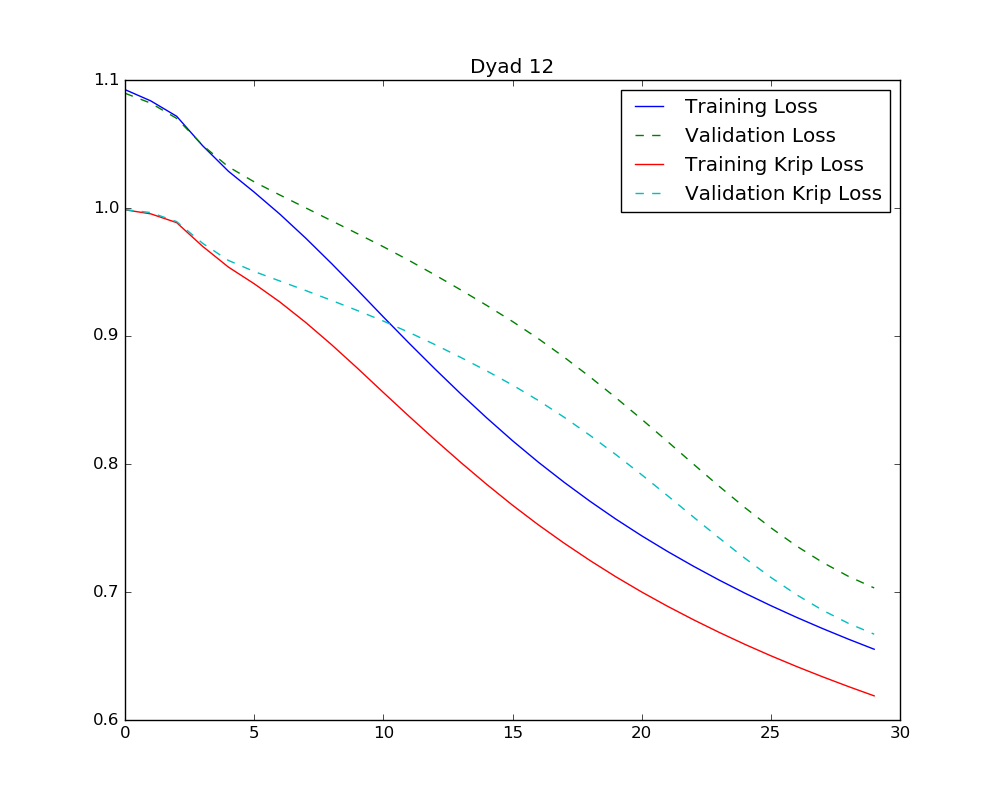 Dyad 12
1.1
1.0
0.9
0.8
0.7
0.6
Training Loss
Validation Loss
Training Krip Loss
Validation Krip Loss
0 5 10 15 20 25 30